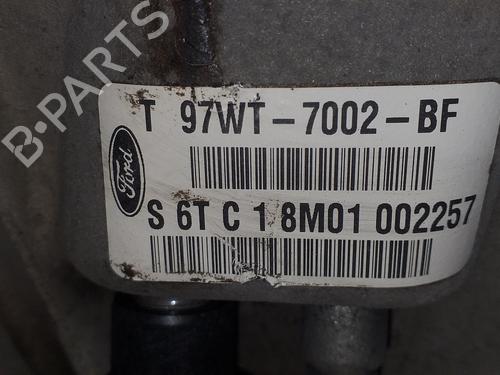 B-PARTS
T 97WT-7002-BF
Ford
S 6T C 1 8M01 002257